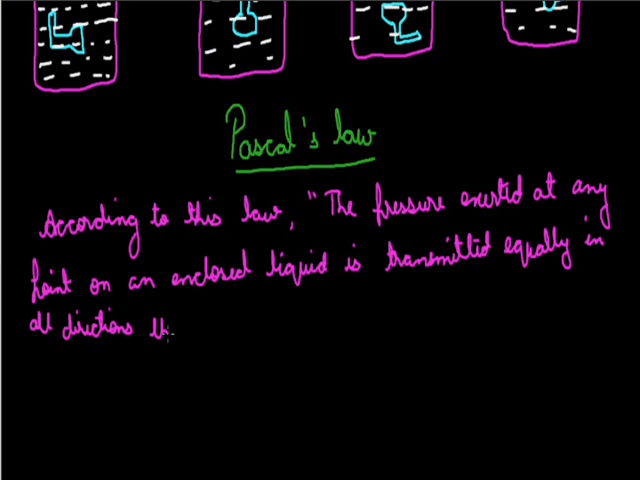 Pascal's law
According to this law, "The pressure exerted at any
point on an enclosed liquid is transmitted equally in
all directions th